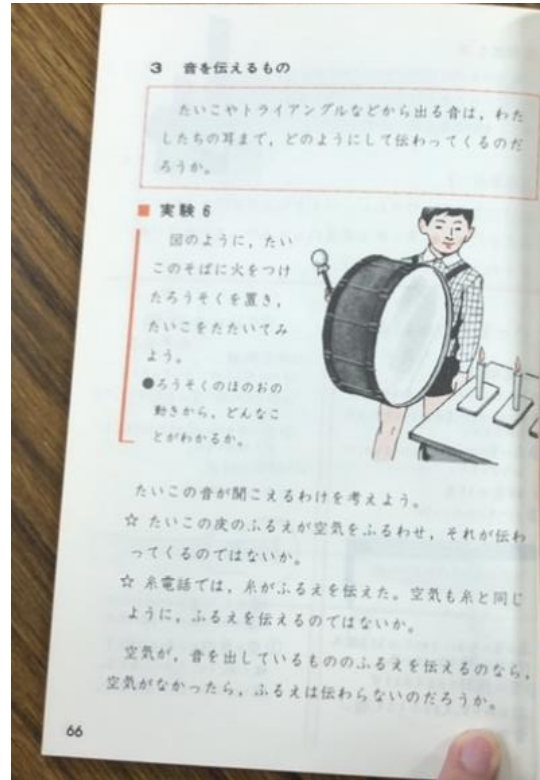 3 音を伝えるもの
たいこやトライアングルなどから出る音は，わた
したちの耳まで，どのようにして伝わってくるのだ
ろうか。
■ 実験 6
図のように，たい
このそばに火をつけ
たろうそくを置き，
たいこをたたいてみ
よう。
●ろうそくのほのおの
動きから，どんなこ
とがわかるか。
たいこの音が聞こえるわけを考えよう。
☆ たいこの皮のふるえが空気をふるわせ，それが伝わ
ってくるのではないか。
☆ 糸電話では，糸がふるえを伝えた。空気も糸と同じ
ように，ふるえを伝えるのではないか。
空気が，音を出しているもののふるえを伝えるのなら，
空気がなかったら，ふるえは伝わらないのだろうか。
66